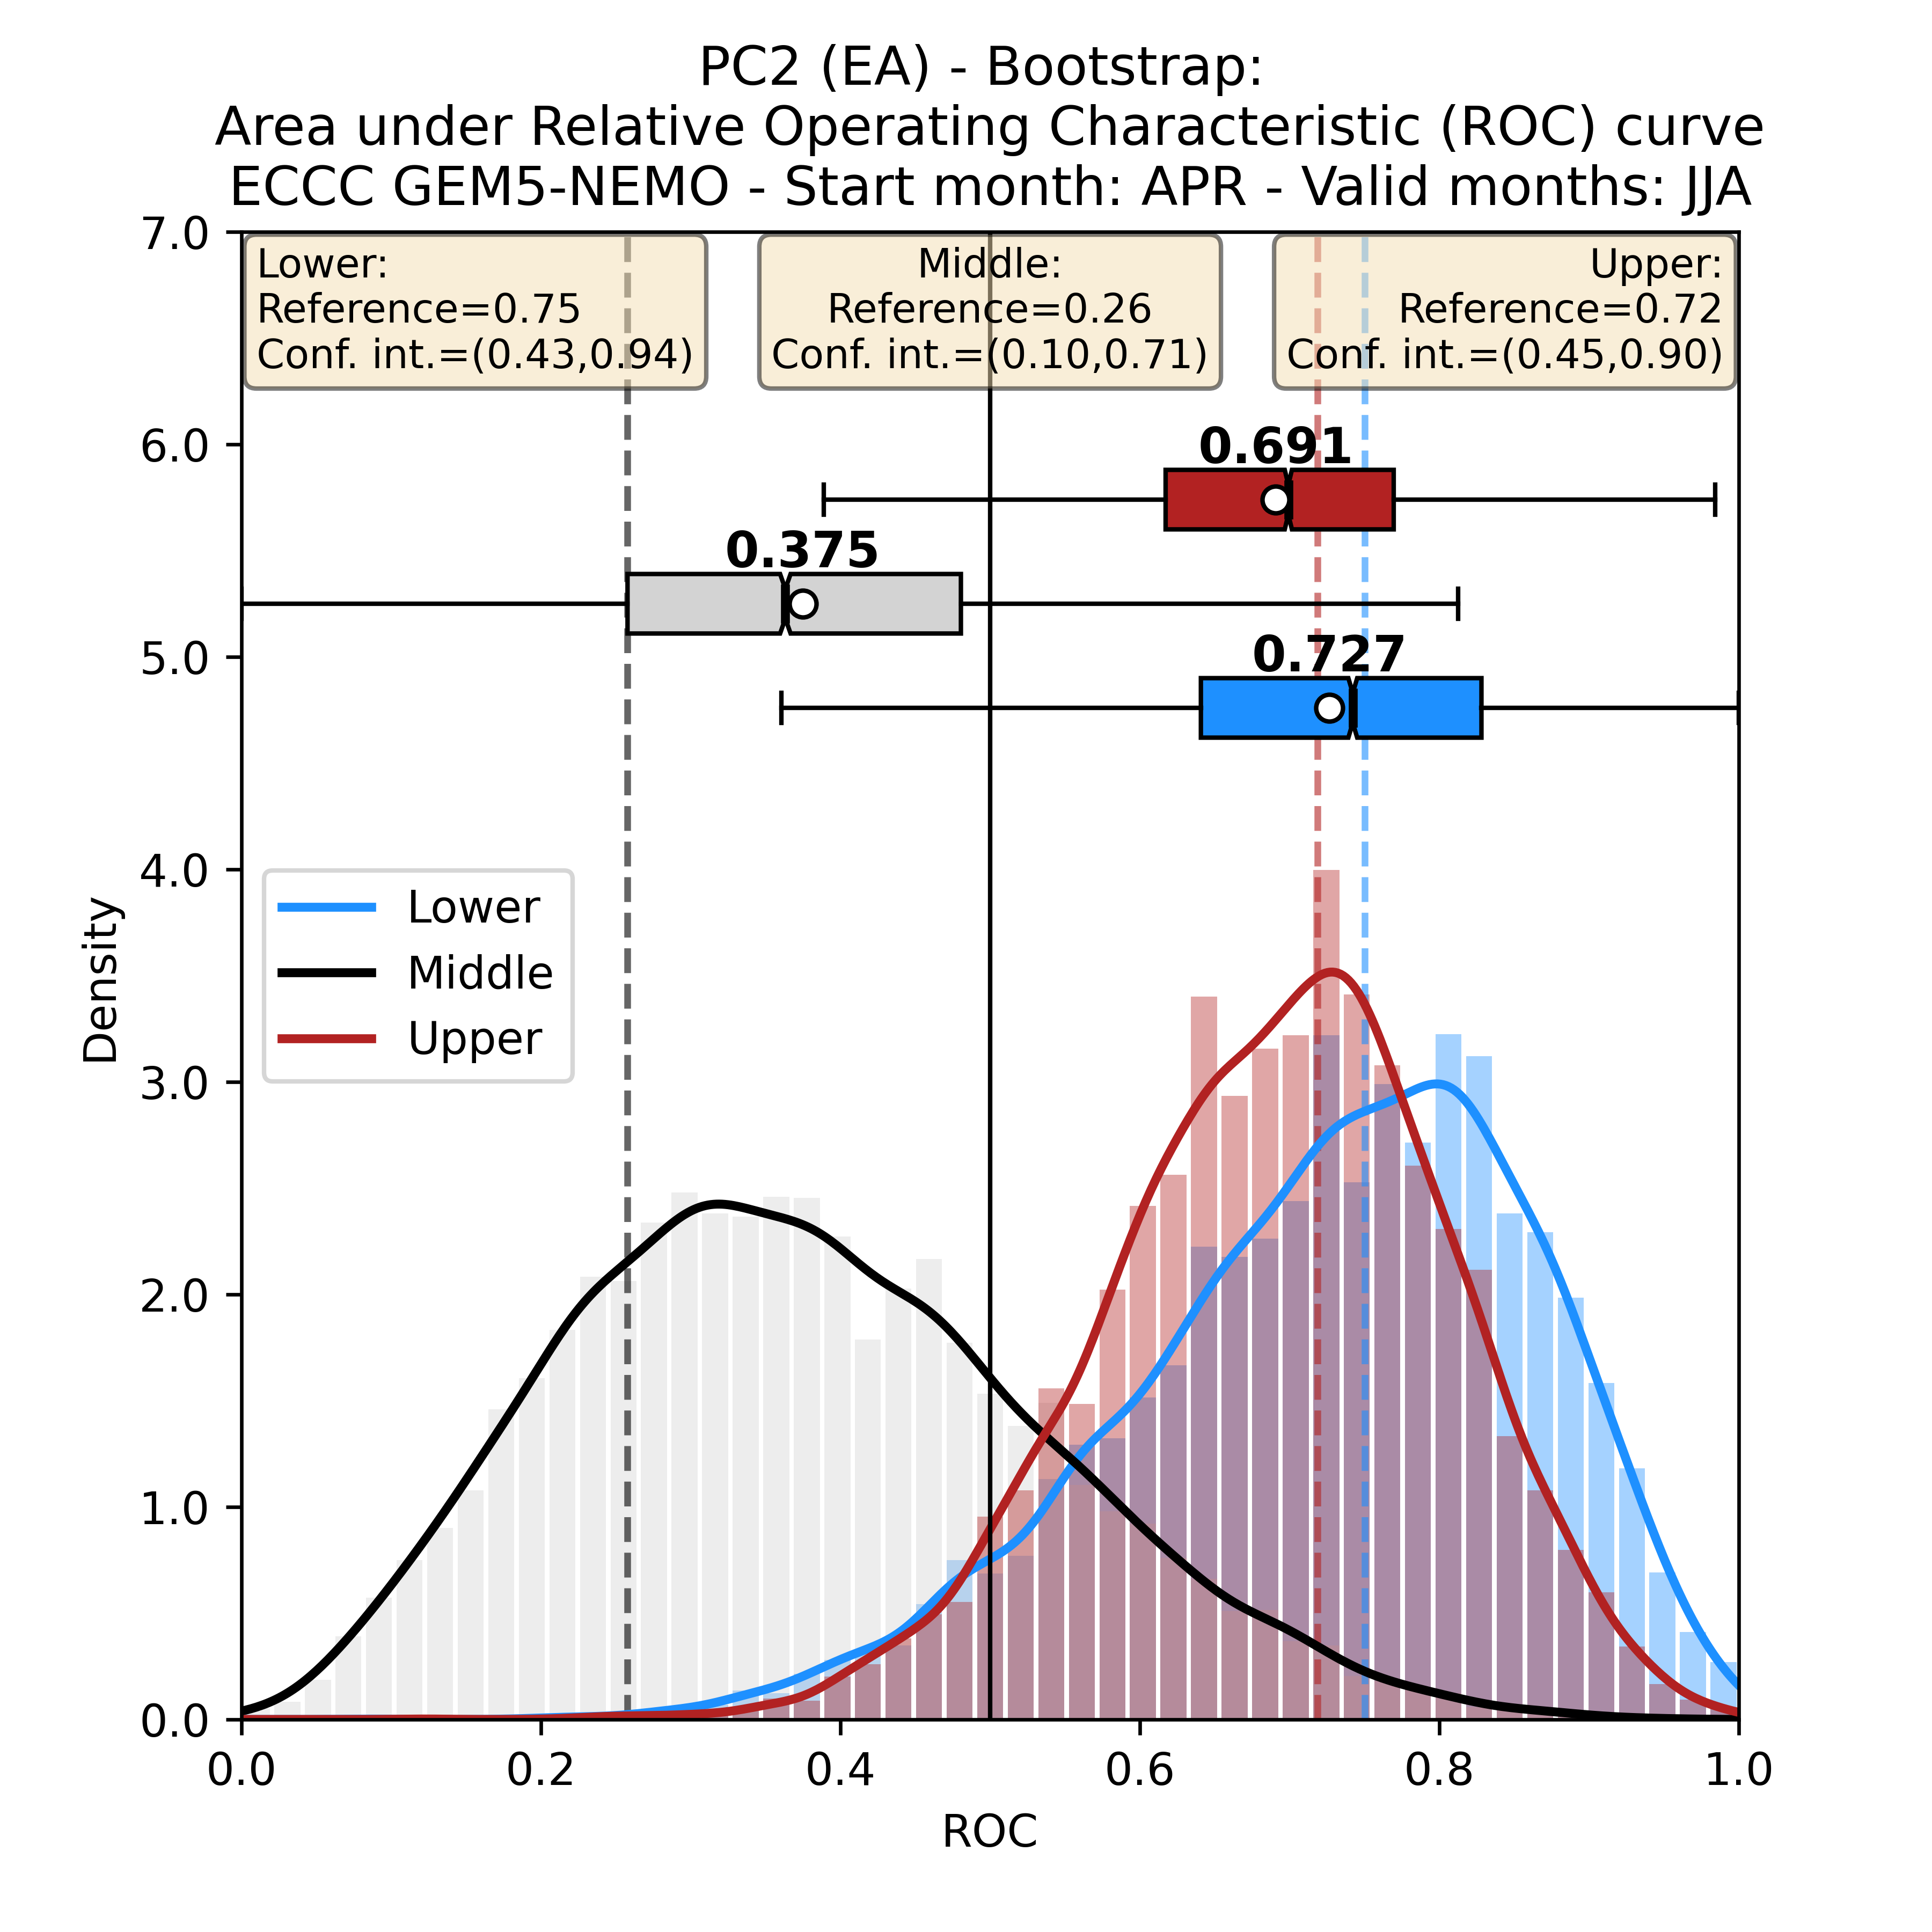 PC2 (EA) - Bootstrap:
Area under Relative Operating Characteristic (ROC) curve
ECCC GEM5-NEMO - Start month: APR - Valid months: JJA
Lower:
Reference=0.75
Conf. int.=(0.43,0.94)
Middle:
Reference=0.26
Conf. int.=(0.10,0.71)
Upper:
Reference=0.72
Conf. int.=(0.45,0.90)
7.0
6.0
5.0
4.0
3.0
2.0
1.0
0.0
Density
0.691
0.375
0.727
Lower
Middle
Upper
0.0
0.2
0.4
0.6
0.8
1.0
ROC